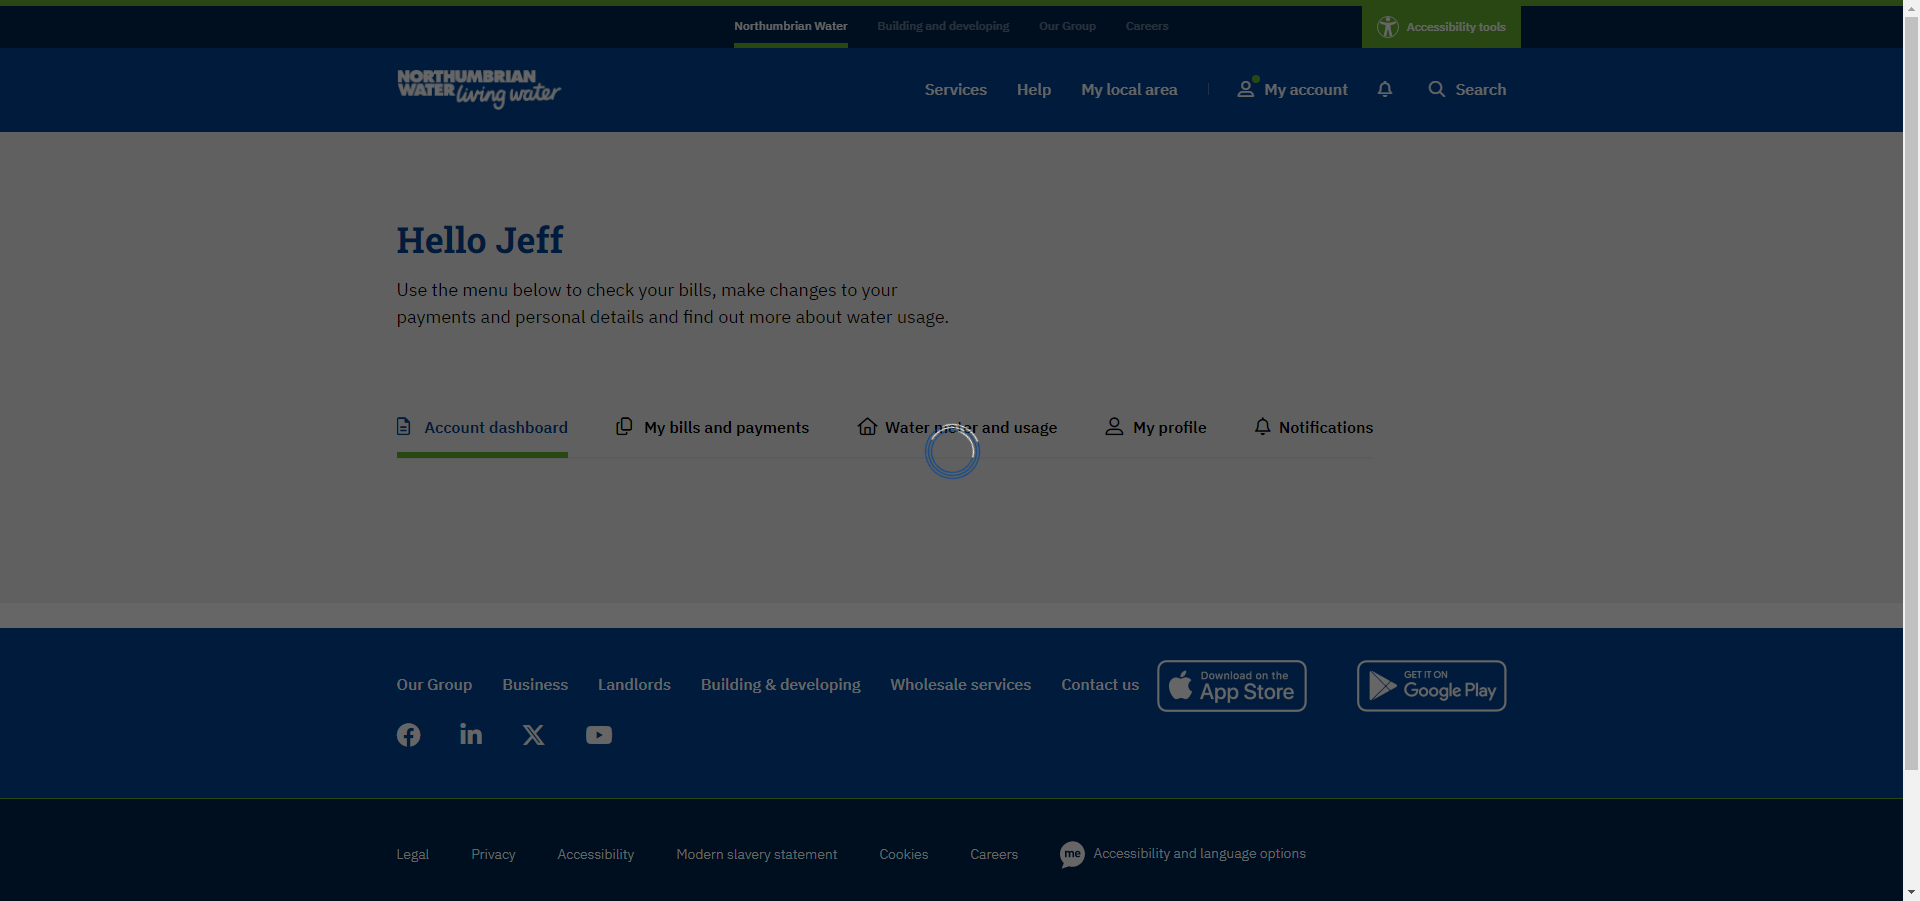 Northumbrian Water
Building and developing
Our Group
Careers
Accessibility tools
NORTHUMBRIAN
WATER living water
Services
Help
My local area
My account
Search
Hello Jeff
Use the menu below to check your bills, make changes to your
payments and personal details and find out more about water usage.
Account dashboard
My bills and payments
Water meter and usage
My profile
Notifications
Our Group
Business
Landlords
Building & developing
Wholesale services
Contact us
Download on the
App Store
GET IT ON
Google Play
Legal
Privacy
Accessibility
Modern slavery statement
Cookies
Careers
me
Accessibility and language options